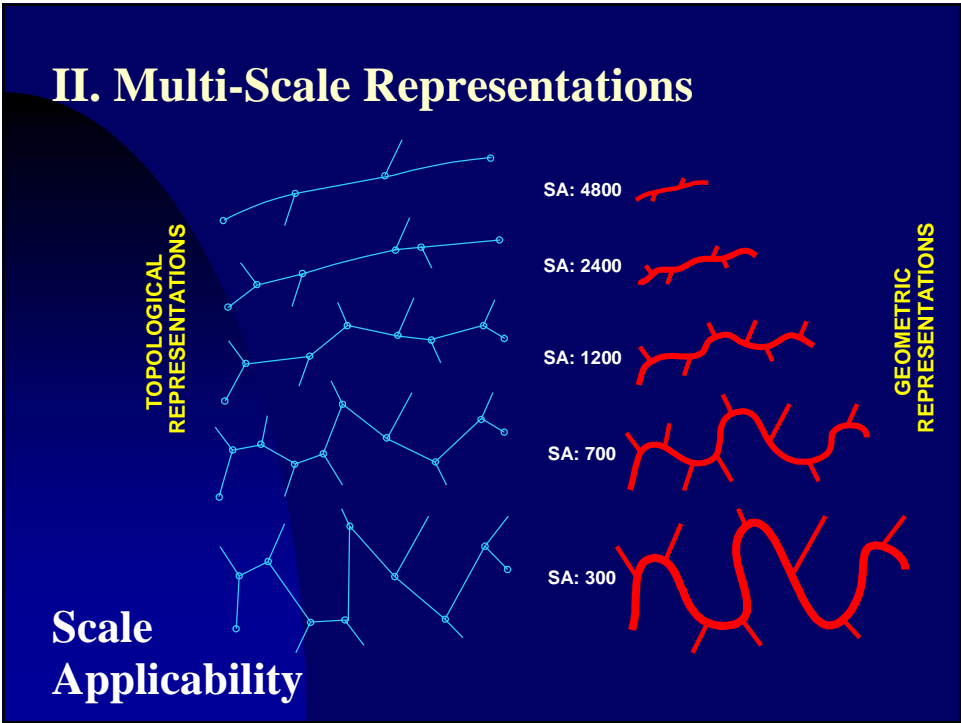 II. Multi-Scale Representations
TOPOLOGICAL
REPRESENTATIONS
SA: 4800
SA: 2400
SA: 1200
SA: 700
SA: 300
GEOMETRIC
REPRESENTATIONS
Scale
Applicability